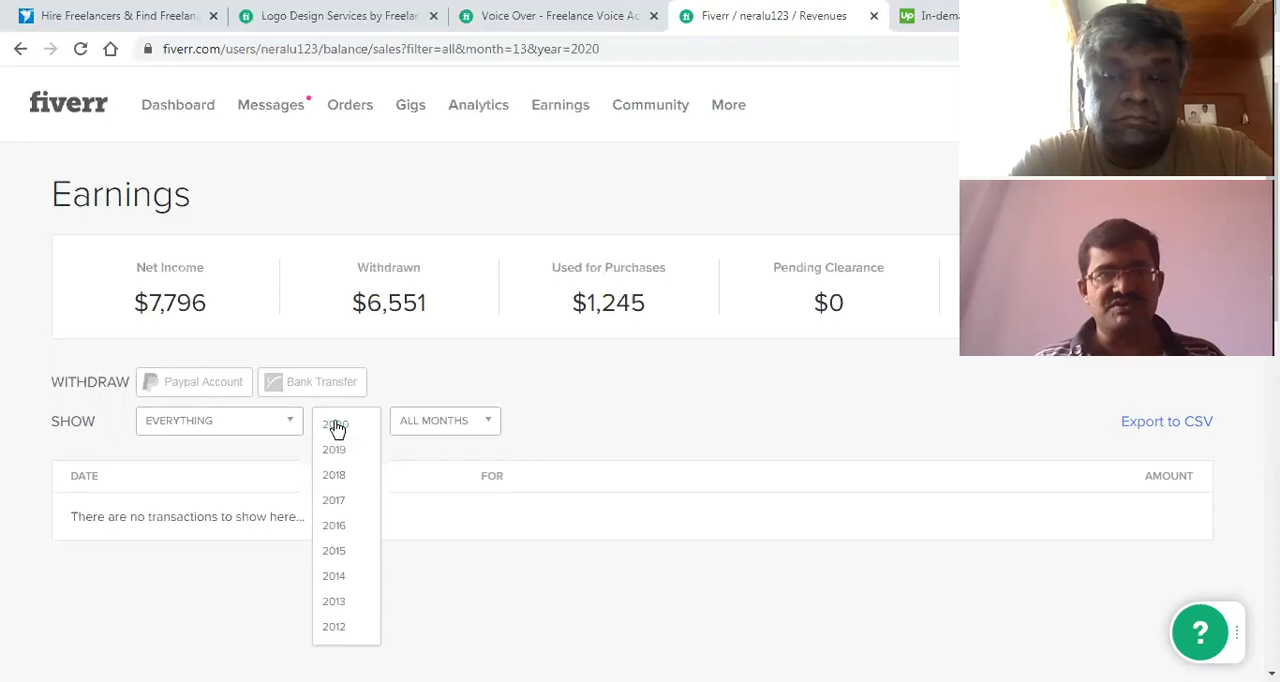 Hire Freelancers & Find Freelan
Logo Design Services by Freelar
Voice Over - Freelance Voice Ac
Fiverr / neralu123 / Revenues
Up In-dema
fiverr.com/users/neralu123/balance/sales?filter=all&month=13&year=2020
fiverr
Dashboard Messages Orders Gigs Analytics Earnings Community More
Earnings
Net Income Withdrawn Used for Purchases Pending Clearance
$7,796 $6,551 $1,245 $0
WITHDRAW Paypal Account Bank Transfer
SHOW EVERYTHING ALL MONTHS Export to CSV
2020
2019
DATE FOR AMOUNT
2018
2017
There are no transactions to show here...
2016
2015
2014
2013
2012
?